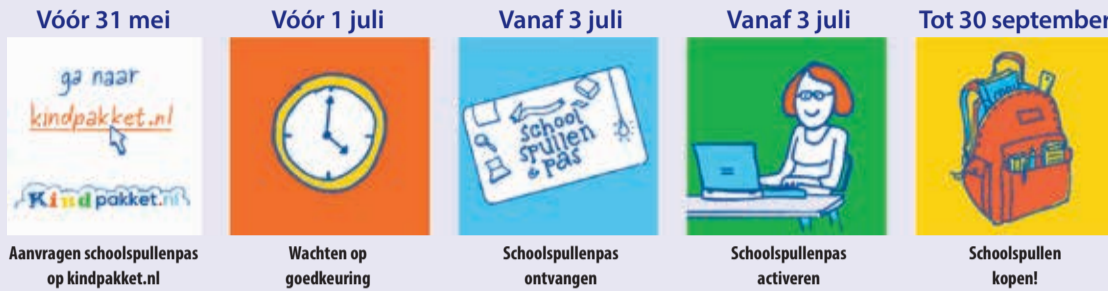 Vóór 31 mei
ga naar
kindpakket.nl
Kindpakket.nl
Aanvragen schoolspullenpas
op kindpakket.nl
Vóór 1 juli
Wachten op
goedkeuring
Vanaf 3 juli
school
spullen
pas
Schoolspullenpas
ontvangen
Vanaf 3 juli
Schoolspullenpas
activeren
Tot 30 september
Schoolspullen
kopen!